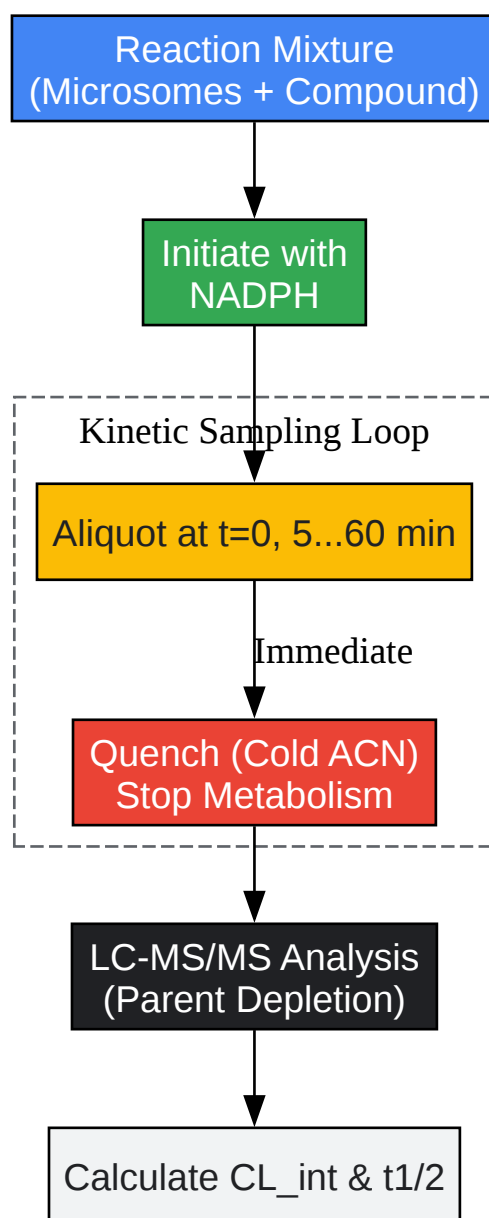 Reaction Mixture
(Microsomes + Compound)
Initiate with
NADPH
Kinetic Sampling Loop
Aliquot at t=0, 5...60 min
Immediate
Quench (Cold ACN)
Stop Metabolism
LC-MS/MS Analysis
(Parent Depletion)
Calculate CL_int & t1/2